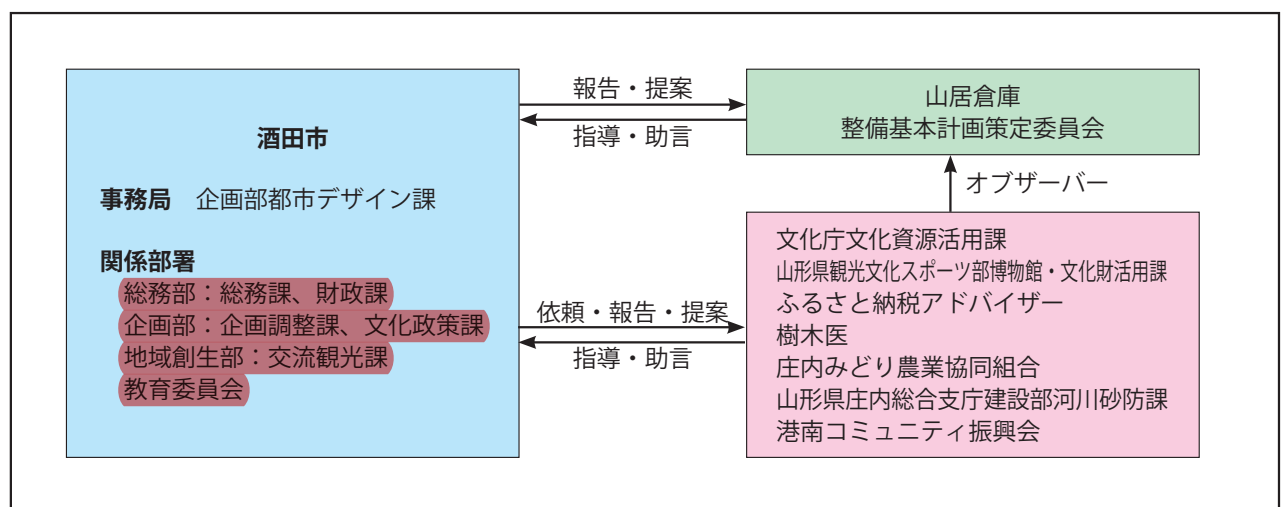 酒田市
事務局　企画部都市デザイン課
関係部署
総務部：総務課、財政課
企画部：企画調整課、文化政策課
地域創生部：交流観光課
教育委員会
報告・提案
指導・助言
山居倉庫
整備基本計画策定委員会
オブザーバー
依頼・報告・提案
指導・助言
文化庁文化資源活用課
山形県観光文化スポーツ部博物館・文化財活用課
ふるさと納税アドバイザー
樹木医
庄内みどり農業協同組合
山形県庄内総合支庁建設部河川砂防課
港南コミュニティ振興会